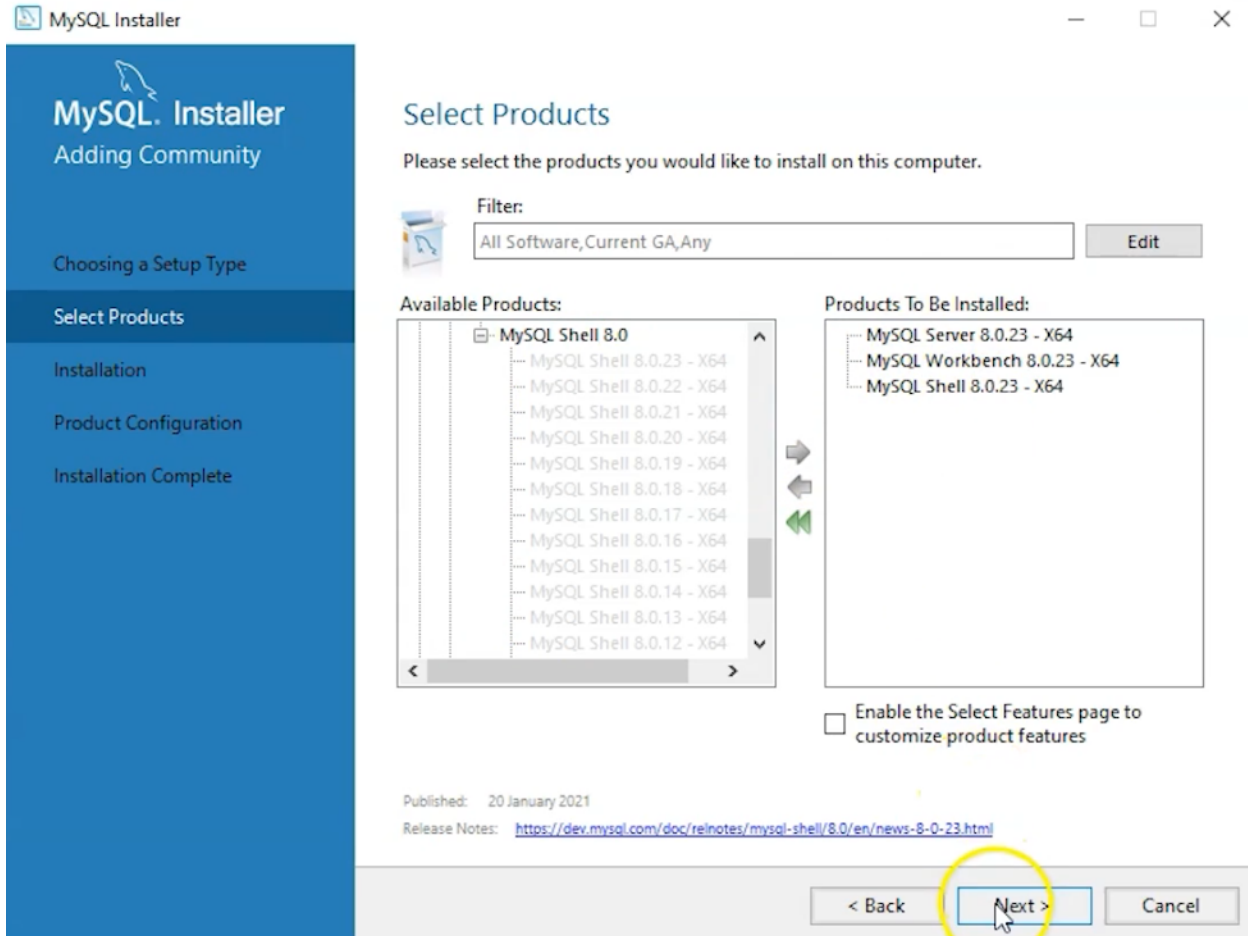 MySQL Installer
MySQL. Installer
Adding Community
Choosing a Setup Type
Select Products
Installation
Product Configuration
Installation Complete
Select Products
Please select the products you would like to install on this computer.
Filter:
All Software,Current GA,Any
Edit
Available Products:
MySQL Shell 8.0
MySQL Shell 8.0.23 - X64
MySQL Shell 8.0.22 - X64
MySQL Shell 8.0.21 - X64
MySQL Shell 8.0.20 - X64
MySQL Shell 8.0.19 - X64
MySQL Shell 8.0.18 - X64
MySQL Shell 8.0.17 - X64
MySQL Shell 8.0.16 - X64
MySQL Shell 8.0.15 - X64
MySQL Shell 8.0.14 - X64
MySQL Shell 8.0.13 - X64
MySQL Shell 8.0.12 - X64
Products To Be Installed:
MySQL Server 8.0.23 - X64
MySQL Workbench 8.0.23 - X64
MySQL Shell 8.0.23 - X64
Enable the Select Features page to
customize product features
Published: 20 January 2021
Release Notes: https://dev.mysql.com/doc/relnotes/mysql-shell/8.0/en/news-8-0-23.html
< Back
Next >
Cancel